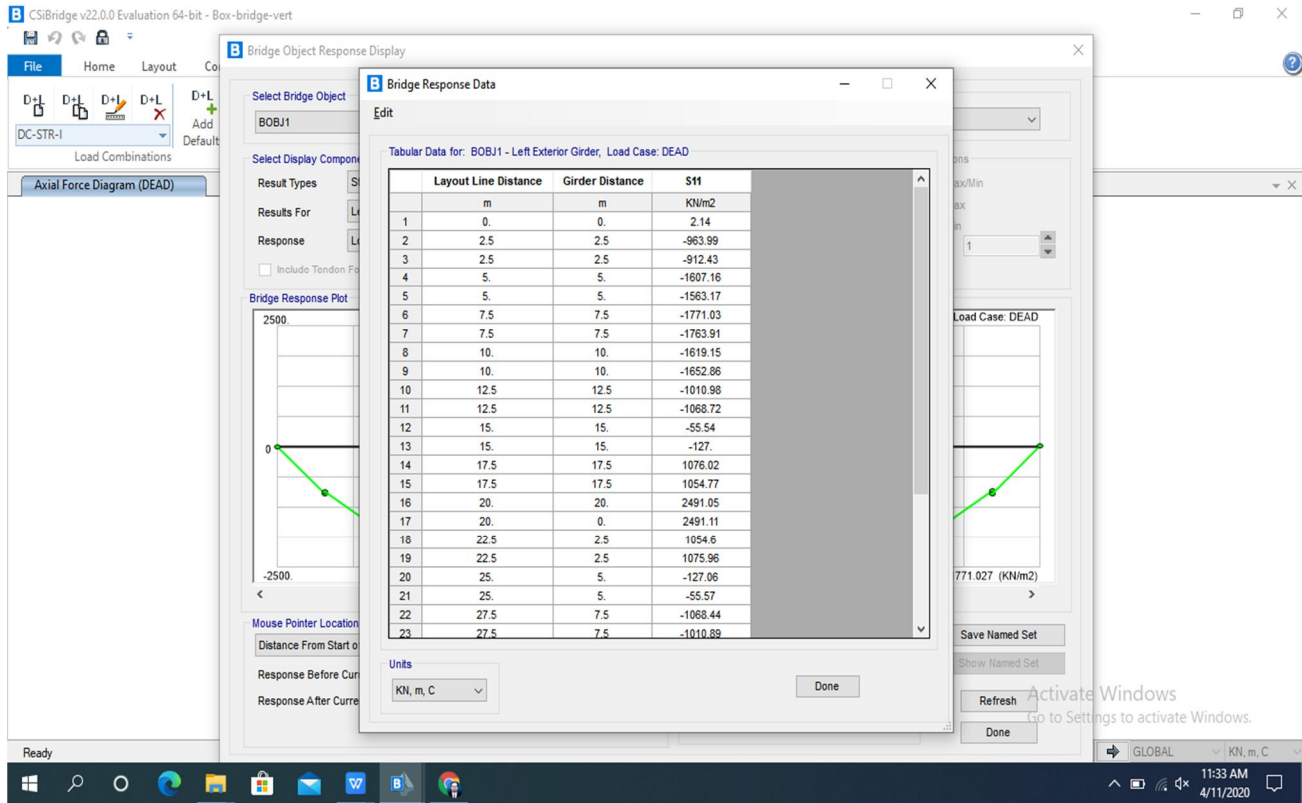 CSiBridge v22.0.0 Evaluation 64-bit - Box-bridge-vert
File Home Layout Co
D+L D+L D+L D+L D+L
Add
Default
DC-STR-I
Load Combinations
Axial Force Diagram (DEAD)
Bridge Object Response Display
Select Bridge Object
BOBJ1
Select Display Compone
Result Types
Results For
Response
Include Tendon Fo
ax/Min
1
Bridge Response Plot
2500.
0
-2500.
Load Case: DEAD
771.027 (KN/m2)
Mouse Pointer Location
Distance From Start o
Response Before Curr
Response After Curre
Save Named Set
Show Named Set
Refresh
Done
Bridge Response Data
Edit
Tabular Data for: BOBJ1 - Left Exterior Girder, Load Case: DEAD
Layout Line Distance Girder Distance S11
m m KN/m2
1 0. 0. 2.14
2 2.5 2.5 -963.99
3 2.5 2.5 -912.43
4 5. 5. -1607.16
5 5. 5. -1563.17
6 7.5 7.5 -1771.03
7 7.5 7.5 -1763.91
8 10. 10. -1619.15
9 10. 10. -1652.86
10 12.5 12.5 -1010.98
11 12.5 12.5 -1068.72
12 15. 15. -55.54
13 15. 15. -127.
14 17.5 17.5 1076.02
15 17.5 17.5 1054.77
16 20. 20. 2491.05
17 20. 0. 2491.11
18 22.5 2.5 1054.6
19 22.5 2.5 1075.96
20 25. 5. -127.06
21 25. 5. -55.57
22 27.5 7.5 -1068.44
23 27.5 7.5 -1010.89
Units
KN, m, C
Done
Activate Windows
Go to Settings to activate Windows.
Ready
GLOBAL KN, m, C
11:33 AM
4/11/2020